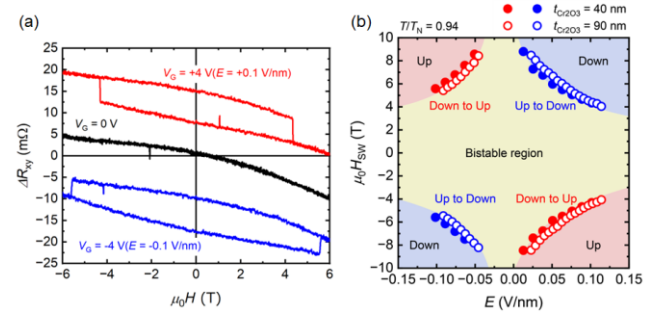 (a)
ΔRxy (mΩ)
25
20
15
10
5
0
-5
-10
-15
-20
-25
VG = +4 V(E = +0.1 V/nm)
VG = 0 V
VG = -4 V(E = -0.1 V/nm)
-6 -4 -2 0 2 4 6
μ0H (T)
(b)
tCr2O3 = 40 nm
tCr2O3 = 90 nm
T/TN = 0.94
μ0HSW (T)
10
8
6
4
2
0
-2
-4
-6
-8
-10
Up Down
Down to Up Up to Down
Bistable region
Up to Down Down to Up
Down Up
-0.15 -0.10 -0.05 0.00 0.05 0.10 0.15
E (V/nm)